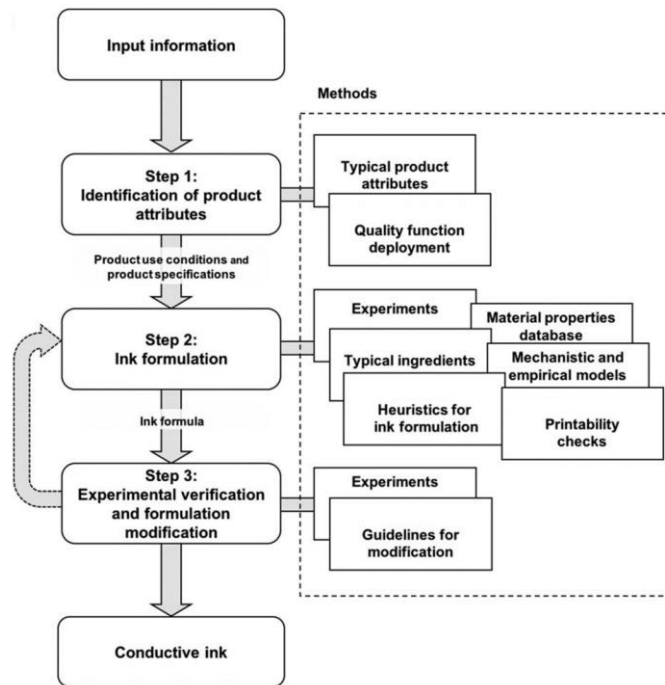 Input information
Methods
Step 1:
Identification of product
attributes
Typical product
attributes
Quality function
deployment
Product use conditions and
product specifications
Step 2:
Ink formulation
Experiments
Material properties
database
Typical ingredients
Mechanistic and
empirical models
Heuristics for
ink formulation
Printability
checks
Ink formula
Step 3:
Experimental verification
and formulation
modification
Experiments
Guidelines for
modification
Conductive ink